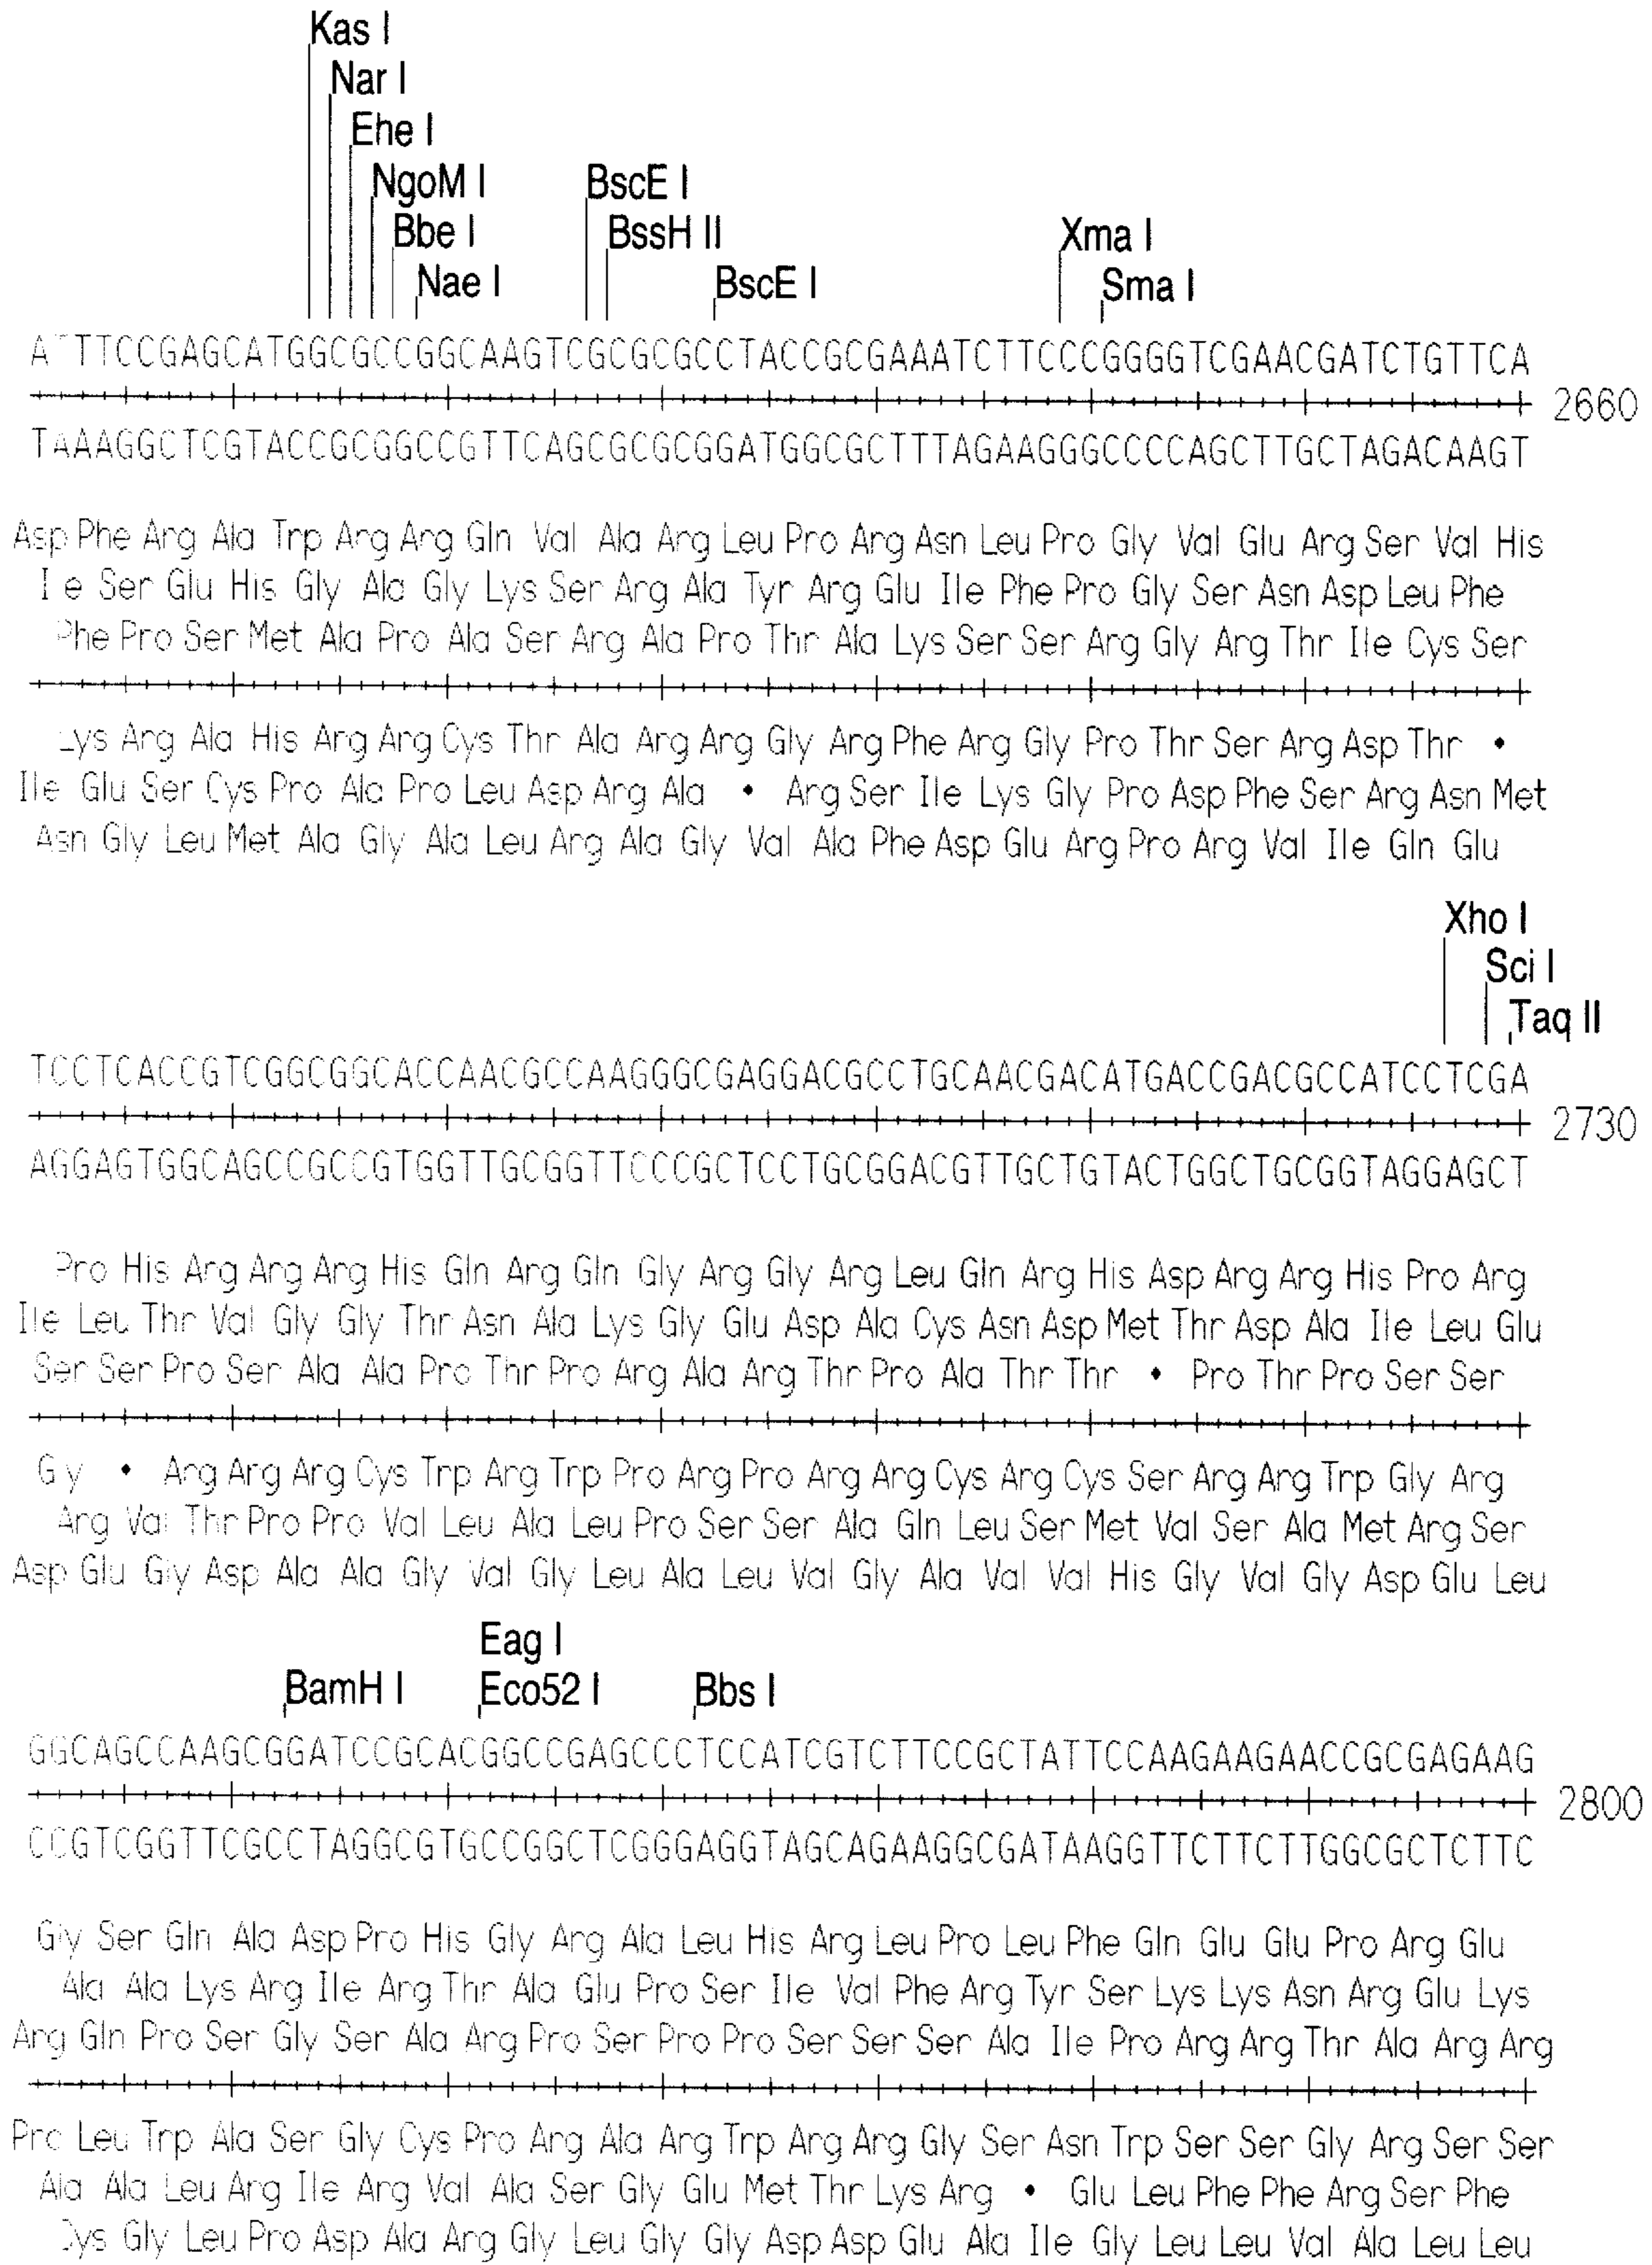 Kas I
Nar I
Ehe I
NgoM I BscE I
Bbe I BssH II Xma I
Nae I BscE I Sma I
ATTTCCGAGCATGGCGCCGGCAAGTCGCGCGCCTACCGCGAAATCTTCCCGGGGTCGAACGATCTGTTCA
2660
TAAAGGCTCGTACCGCGGCCGTTCAGCGCGCGGATGGCGCTTTAGAAGGGCCCCAGCTTGCTAGACAAGT
Asp Phe Arg Ala Trp Arg Arg Gln Val Ala Arg Leu Pro Arg Asn Leu Pro Gly Val Glu Arg Ser Val His
Ile Ser Glu His Gly Ala Gly Lys Ser Arg Ala Tyr Arg Glu Ile Phe Pro Gly Ser Asn Asp Leu Phe
Phe Pro Ser Met Ala Pro Ala Ser Arg Ala Pro Thr Ala Lys Ser Ser Arg Gly Arg Thr Ile Cys Ser
Lys Arg Ala His Arg Arg Cys Thr Ala Arg Arg Gly Arg Phe Arg Gly Pro Thr Ser Arg Asp Thr •
Ile Glu Ser Cys Pro Ala Pro Leu Asp Arg Ala • Arg Ser Ile Lys Gly Pro Asp Phe Ser Arg Asn Met
Asn Gly Leu Met Ala Gly Ala Leu Arg Ala Gly Val Ala Phe Asp Glu Arg Pro Arg Val Ile Gln Glu
Xho I
Sci I
Taq II
TCCTCACCGTCGGCGGCACCAACGCCAAGGGCGAGGACGCCTGCAACGACATGACCGACGCCATCCTCGA
2730
AGGAGTGGCAGCCGCCGTGGTTGCGGTTCCCGCTCCTGCGGACGTTGCTGTACTGGCTGCGGTAGGAGCT
Pro His Arg Arg Arg His Gln Arg Gln Gly Arg Gly Arg Leu Gln Arg His Asp Arg Arg His Pro Arg
Ile Leu Thr Val Gly Gly Thr Asn Ala Lys Gly Glu Asp Ala Cys Asn Asp Met Thr Asp Ala Ile Leu Glu
Ser Ser Pro Ser Ala Ala Pro Thr Pro Arg Ala Arg Thr Pro Ala Thr Thr • Pro Thr Pro Ser Ser
Gly • Arg Arg Arg Cys Trp Arg Trp Pro Arg Pro Arg Arg Cys Arg Cys Ser Arg Arg Trp Gly Arg
Arg Val Thr Pro Pro Val Leu Ala Leu Pro Ser Ser Ala Gln Leu Ser Met Val Ser Ala Met Arg Ser
Asp Glu Gly Asp Ala Ala Gly Val Gly Leu Ala Leu Val Gly Ala Val Val His Gly Val Gly Asp Glu Leu
Eag I
BamH I Eco52 I Bbs I
GGCAGCCAAGCGGATCCGCACGGCCGAGCCCTCCATCGTCTTCCGCTATTCCAAGAAGAACCGCGAGAAG
2800
CCGTCGGTTCGCCTAGGCGTGCCGGCTCGGGAGGTAGCAGAAGGCGATAAGGTTCTTCTTGGCGCTCTTC
Gly Ser Gln Ala Asp Pro His Gly Arg Ala Leu His Arg Leu Pro Leu Phe Gln Glu Glu Pro Arg Glu
Ala Ala Lys Arg Ile Arg Thr Ala Glu Pro Ser Ile Val Phe Arg Tyr Ser Lys Lys Asn Arg Glu Lys
Arg Gln Pro Ser Gly Ser Ala Arg Pro Ser Pro Pro Ser Ser Ser Ala Ile Pro Arg Arg Thr Ala Arg Arg
Pro Leu Trp Ala Ser Gly Cys Pro Arg Ala Arg Trp Arg Arg Gly Ser Asn Trp Ser Ser Gly Arg Ser Ser
Ala Ala Leu Arg Ile Arg Val Ala Ser Gly Glu Met Thr Lys Arg • Glu Leu Phe Phe Arg Ser Phe
Cys Gly Leu Pro Asp Ala Arg Gly Leu Gly Gly Asp Asp Glu Ala Ile Gly Leu Leu Val Ala Leu Leu